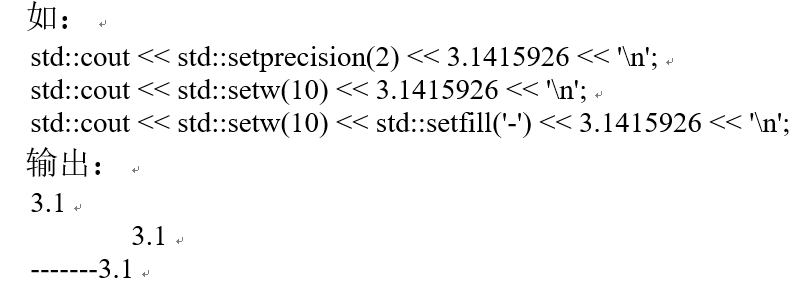 如：
std::cout << std::setprecision(2) << 3.1415926 << '\n';
std::cout << std::setw(10) << 3.1415926 << '\n';
std::cout << std::setw(10) << std::setfill('-') << 3.1415926 << '\n';
输出：
3.1
       3.1
-------3.1